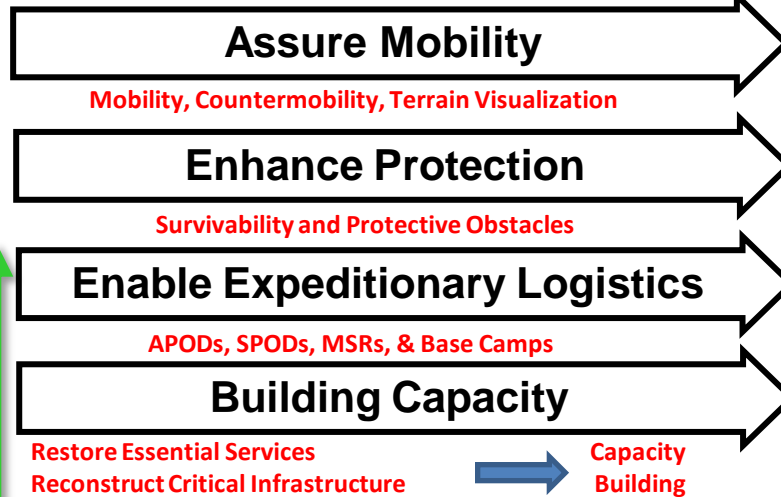 Assure Mobility
Mobility, Countermobility, Terrain Visualization
Enhance Protection
Survivability and Protective Obstacles
Enable Expeditionary Logistics
APODs, SPODs, MSRs, & Base Camps
Building Capacity
Restore Essential Services
Reconstruct Critical Infrastructure
Capacity
Building